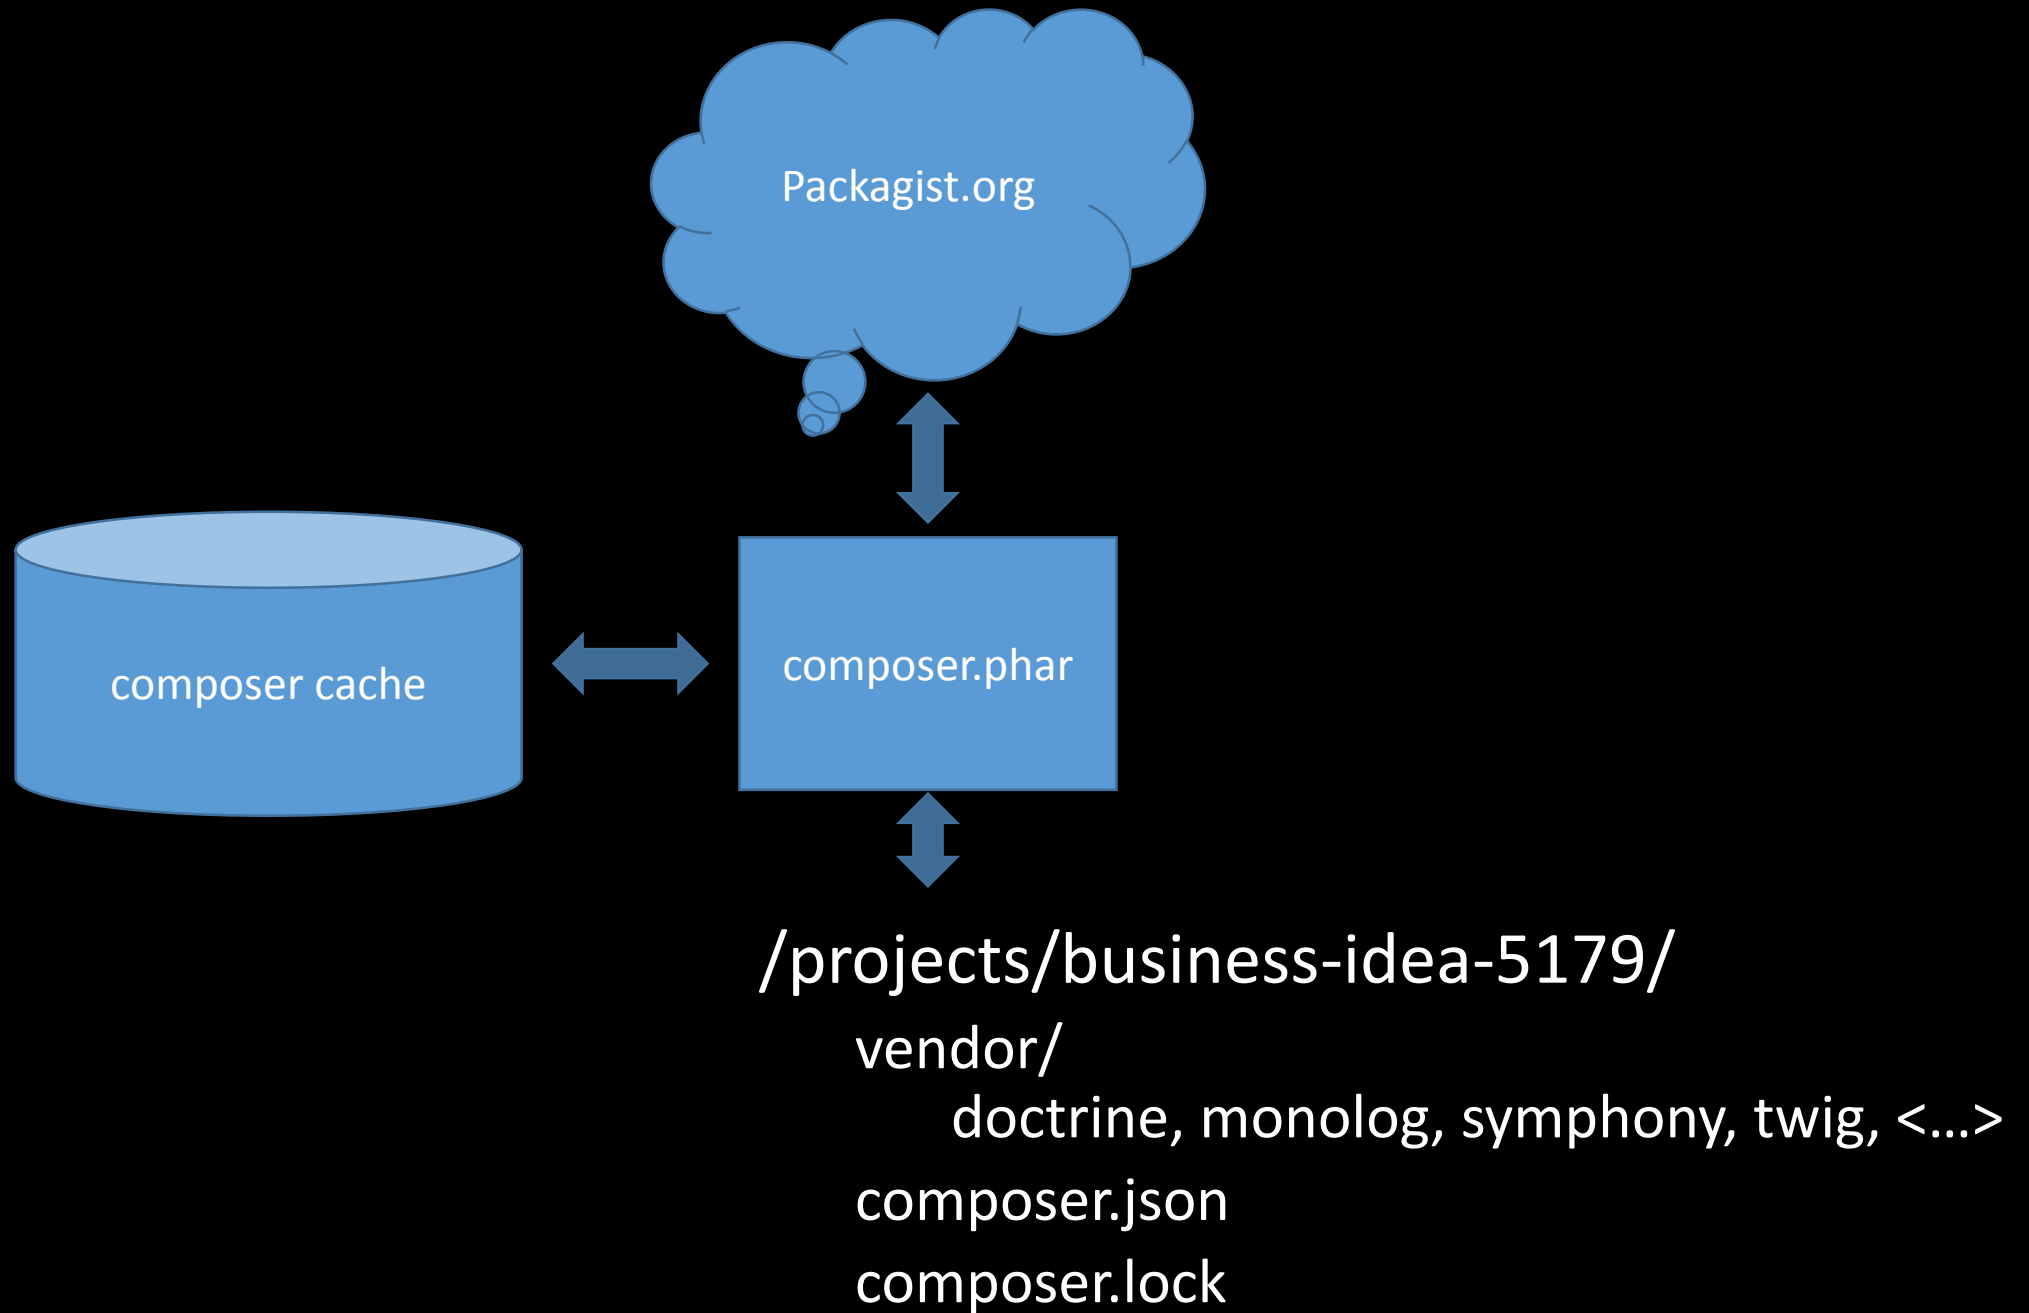 Packagist.org
composer cache
composer.phar
/projects/business-idea-5179/
vendor/
doctrine, monolog, symphony, twig, <...>
composer.json
composer.lock